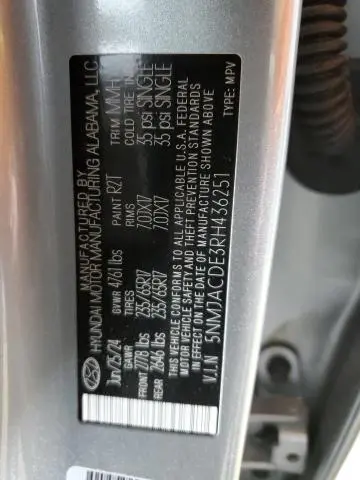 MANUFACTURED BY
HYUNDAI MOTOR MANUFACTURING ALABAMA, LLC
Jun/25/24 GVWR 4761 lbs PAINT R2T TRIM MMH
GAWR TIRES RIMS COLD TIRE INF
FRONT 2778 lbs 235/65R17 7.0JX17 35 psi SINGLE
REAR 2646 lbs 235/65R17 7.0JX17 35 psi SINGLE
THIS VEHICLE CONFORMS TO ALL APPLICABLE U.S.A. FEDERAL
MOTOR VEHICLE SAFETY AND THEFT PREVENTION STANDARDS
IN EFFECT ON THE DATE OF MANUFACTURE SHOWN ABOVE
V.I.N 5NMJACDE3RH436251 TYPE: MPV